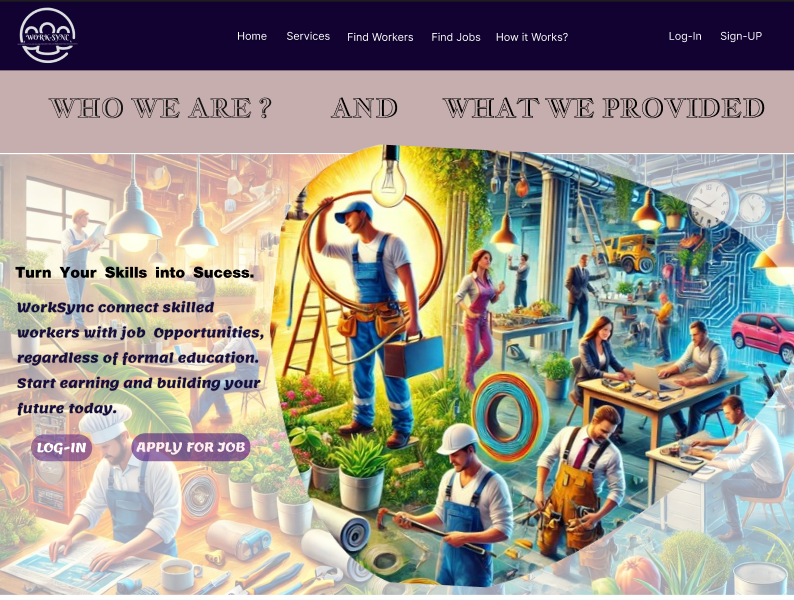 WORK-SYNC
Home Services Find Workers Find Jobs How it Works? Log-In Sign-UP
WHO WE ARE ? AND WHAT WE PROVIDED
Turn Your Skills into Sucess.
WorkSync connect skilled
workers with job Opportunities,
regardless of formal education.
Start earning and building your
future today.
LOG-IN APPLY FOR JOB